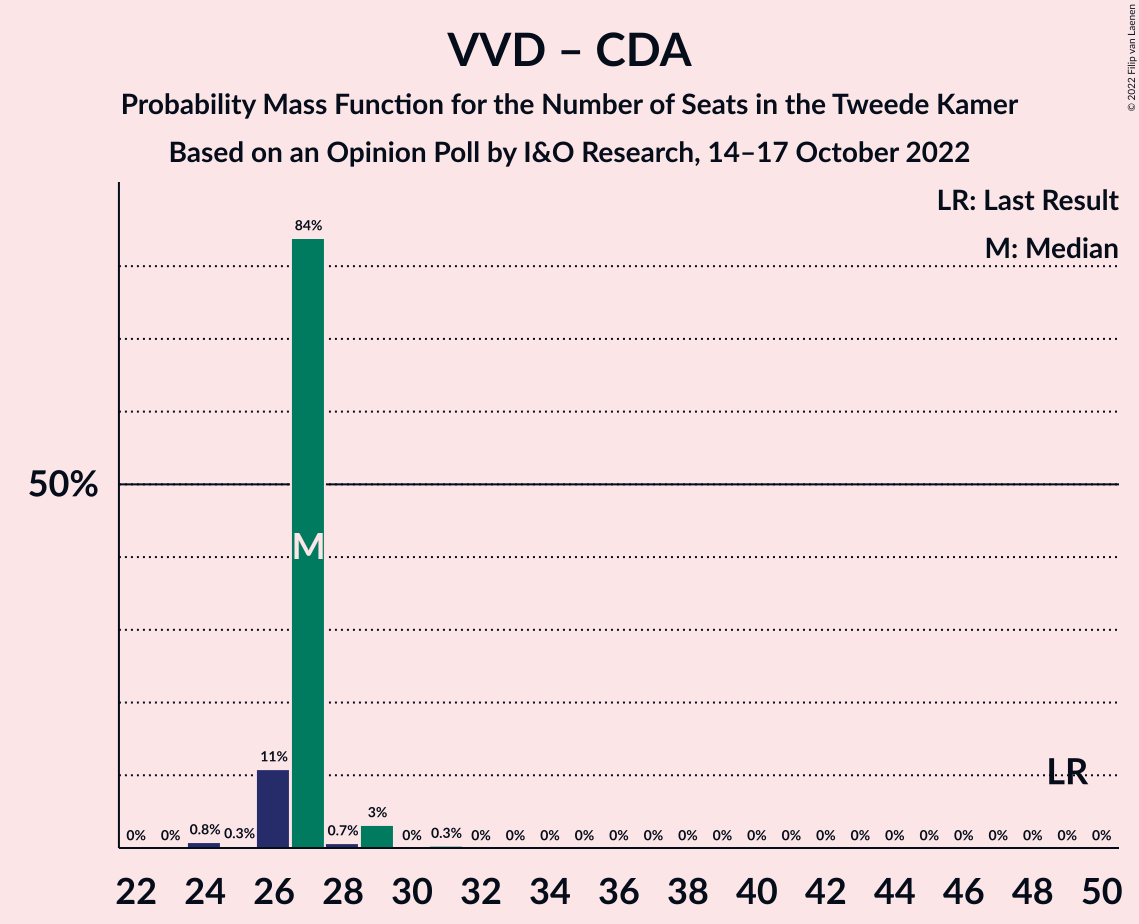 VVD – CDA
Probability Mass Function for the Number of Seats in the Tweede Kamer
Based on an Opinion Poll by I&O Research, 14–17 October 2022
© 2022 Filip van Laenen
LR: Last Result
M: Median
84%
50%
M
11%
LR
0% 0% 0.8% 0.3% 0.7% 3% 0% 0.3% 0% 0% 0% 0% 0% 0% 0% 0% 0% 0% 0% 0% 0% 0% 0% 0% 0% 0% 0%
22 24 26 28 30 32 34 36 38 40 42 44 46 48 50